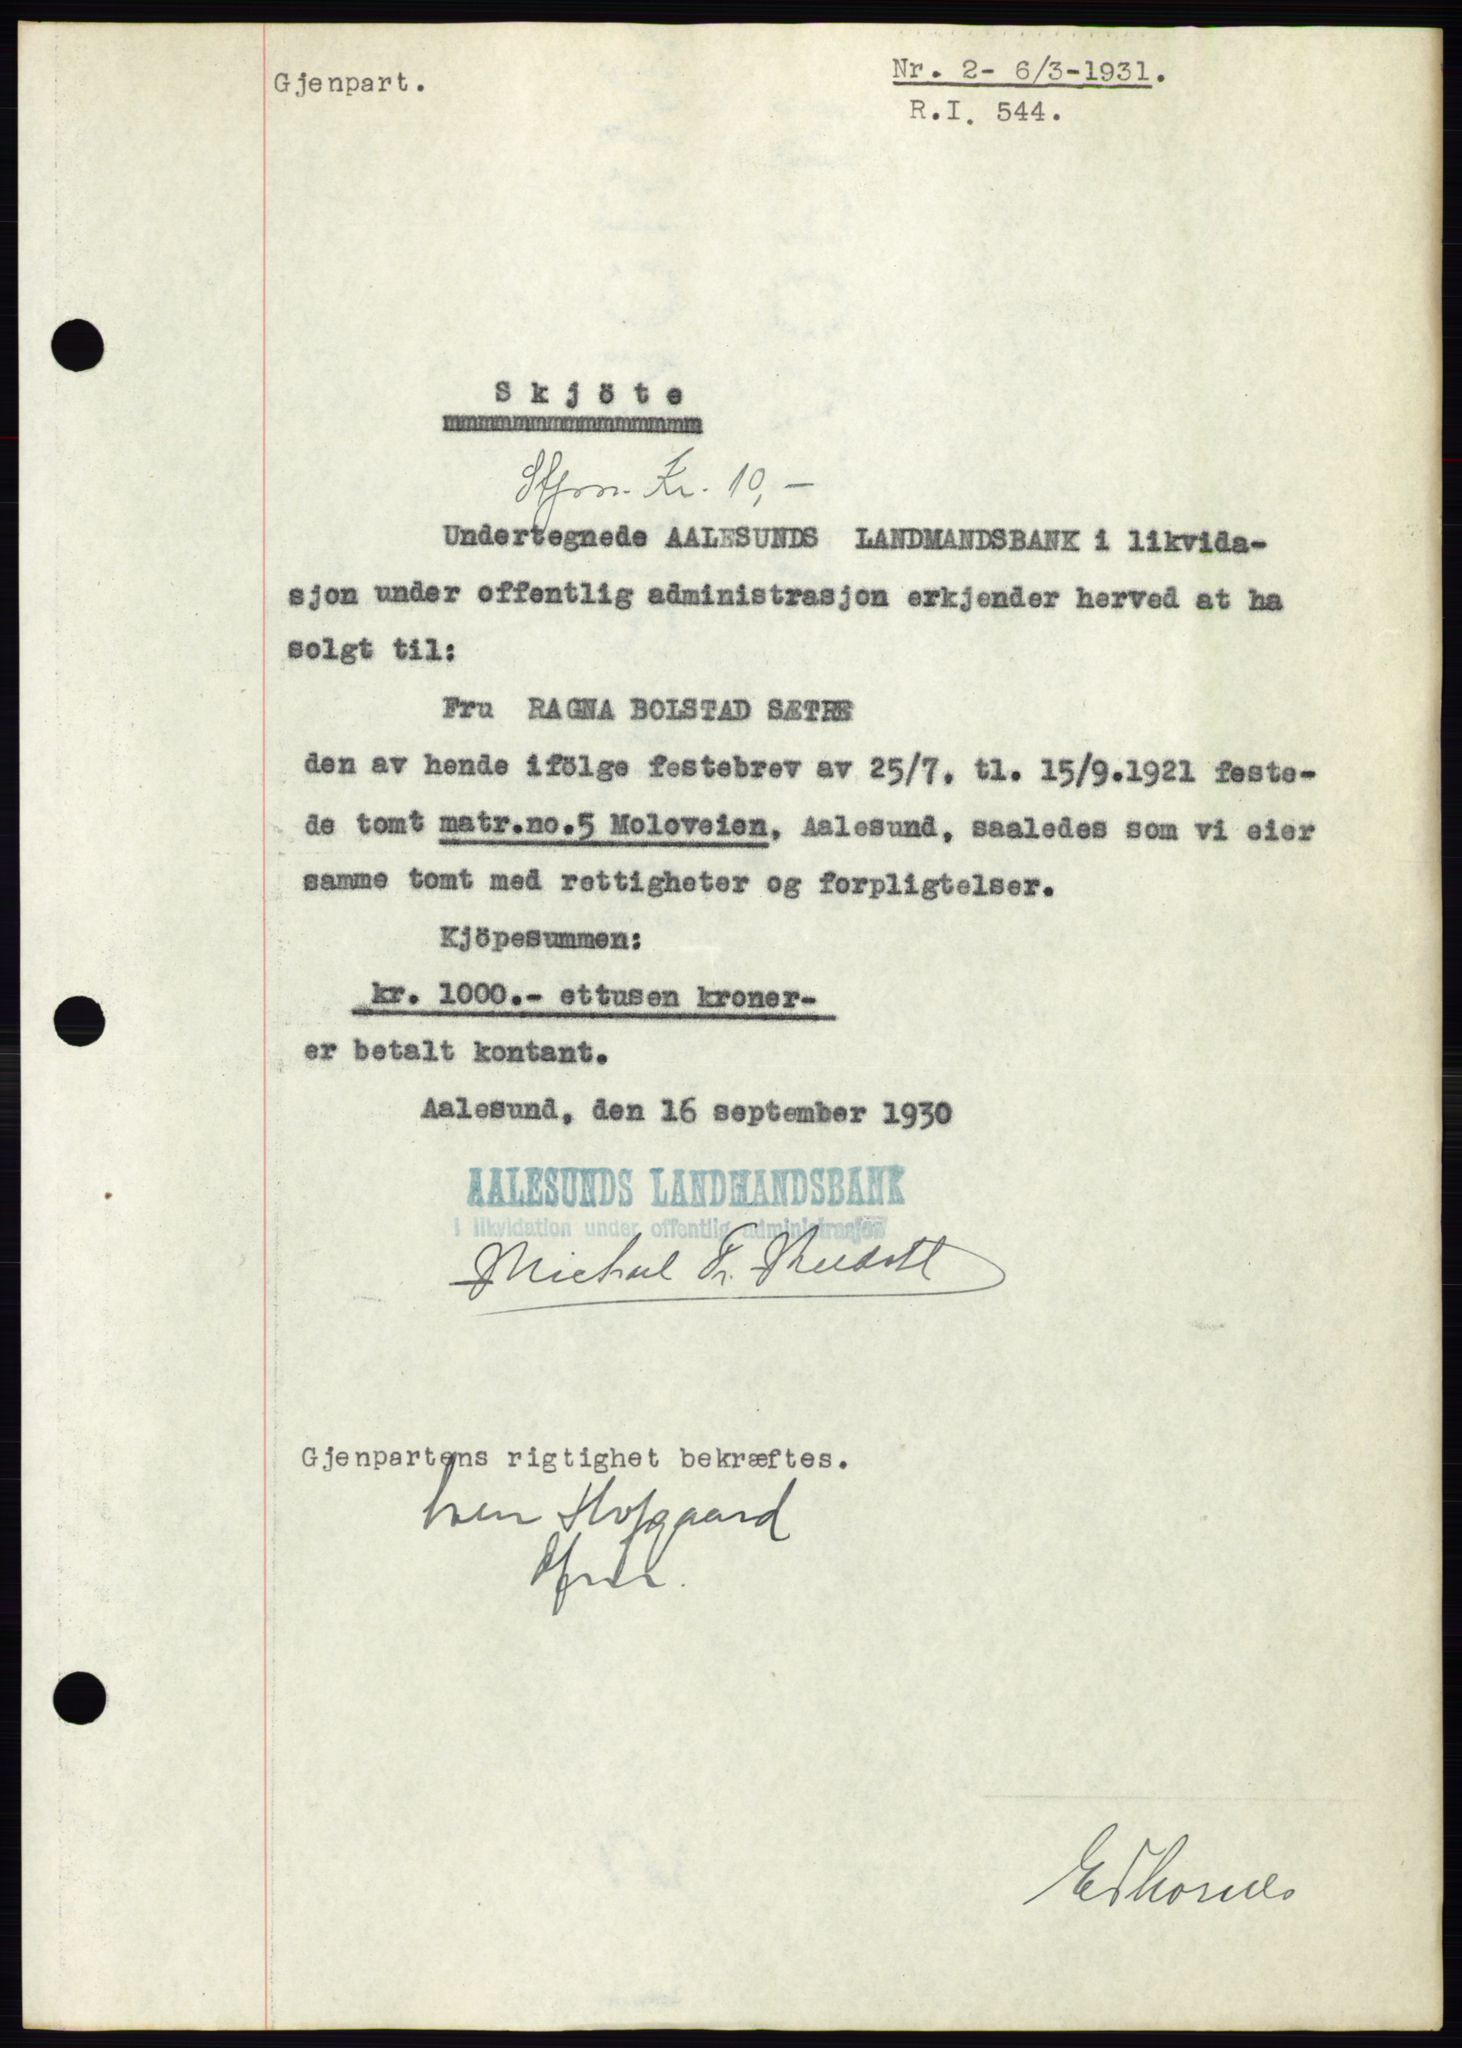 Gjenpart.
Nr. 2- 6/3-1931.
R.I. 544.
Skjöte
Kr. 10,-
Undertegnede AALESUNDS LANDMANDSBANK i likvida-
sjon under offentlig administrasjon erkjender herved at ha
solgt til:
Fru RAGNA BOLSTAD SÆTRE
den av hende ifölge festebrev av 25/7. tl. 15/9.1921 feste-
de tomt matr.no.5 Moloveien, Aalesund, saaledes som vi eier
samme tomt med rettigheter og forpligtelser.
Kjöpesummen:
kr. 1000.- ettusen kroner-
er betalt kontant.
Aalesund, den 16 september 1930
AALESUNDS LANDMANDSBANK
i likvidation under offentlig administrasjon
Michael Fr.
Gjenpartens rigtighet bekræftes.
Hofgaard